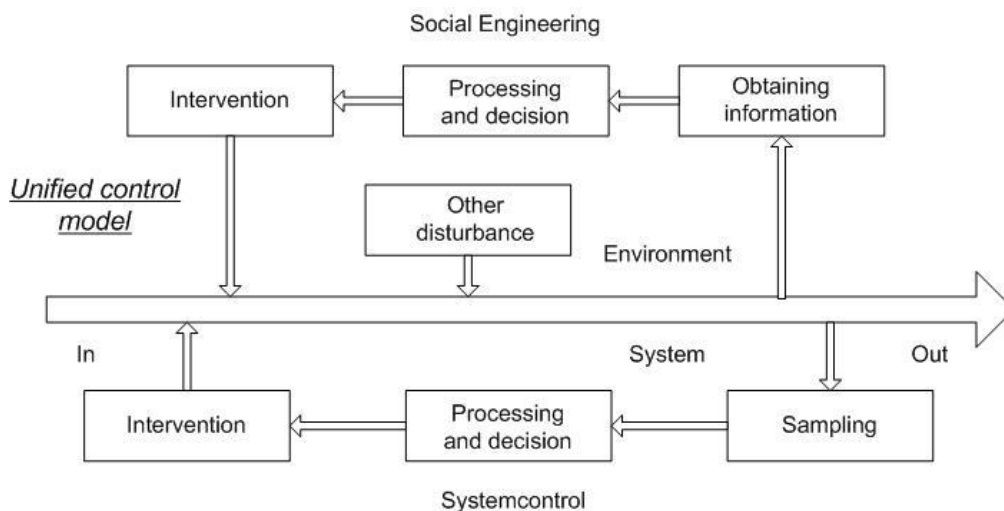 Social Engineering
Intervention
Processing
and decision
Obtaining
information
Unified control
model
Other
disturbance
Environment
In
System
Out
Intervention
Processing
and decision
Sampling
Systemcontrol